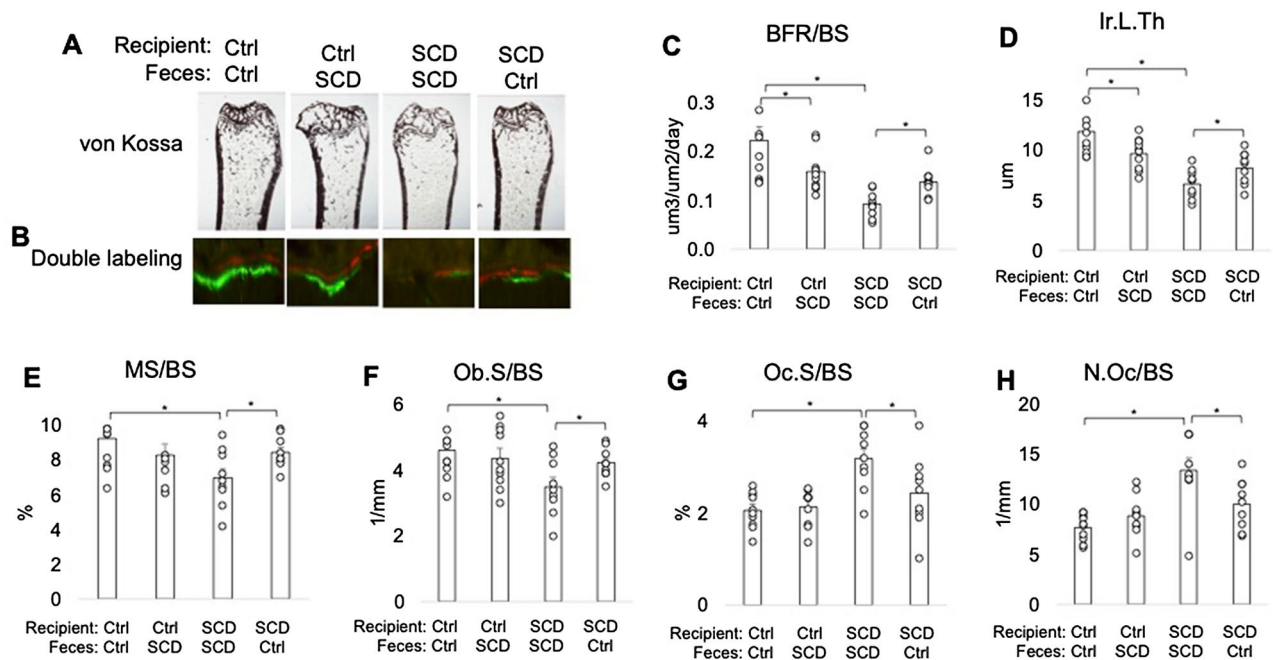 A
Recipient: Ctrl Ctrl SCD SCD
Feces: Ctrl SCD SCD Ctrl
von Kossa
B
Double labeling
C
BFR/BS
um3/um2/day
0.3
0.2
0.1
0.0
*
*
*
Recipient: Ctrl Ctrl SCD SCD
Feces: Ctrl SCD SCD Ctrl
D
Ir.L.Th
um
15
10
5
0
*
*
*
Recipient: Ctrl Ctrl SCD SCD
Feces: Ctrl SCD SCD Ctrl
E
MS/BS
%
10
8
6
4
2
0
*
*
Recipient: Ctrl Ctrl SCD SCD
Feces: Ctrl SCD SCD Ctrl
F
Ob.S/BS
1/mm
6
4
2
0
*
*
Recipient: Ctrl Ctrl SCD SCD
Feces: Ctrl SCD SCD Ctrl
G
Oc.S/BS
%
4
2
0
*
*
Recipient: Ctrl Ctrl SCD SCD
Feces: Ctrl SCD SCD Ctrl
H
N.Oc/BS
1/mm
20
15
10
5
0
*
*
Recipient: Ctrl Ctrl SCD SCD
Feces: Ctrl SCD SCD Ctrl